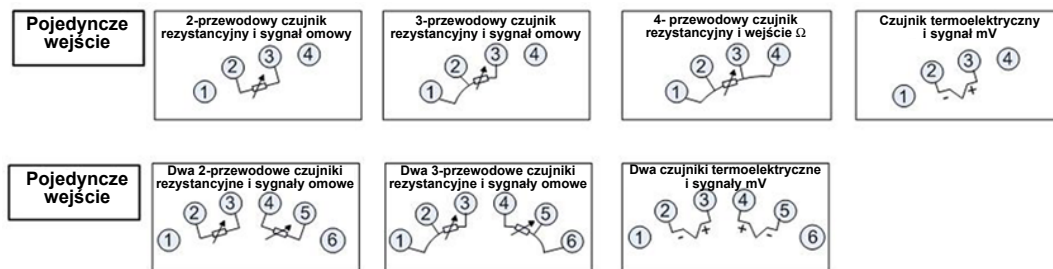 Pojedyncze
wejście
2-przewodowy czujnik
rezystancyjny i sygnał omowy
1 2 3 4
3-przewodowy czujnik
rezystancyjny i sygnał omowy
1 2 3 4
4- przewodowy czujnik
rezystancyjny i wejście Ω
1 2 3 4
Czujnik termoelektryczny
i sygnał mV
1 2 3 4
- +
Pojedyncze
wejście
Dwa 2-przewodowe czujniki
rezystancyjne i sygnały omowe
1 2 3 4 5 6
Dwa 3-przewodowe czujniki
rezystancyjne i sygnały omowe
1 2 3 4 5 6
Dwa czujniki termoelektryczne
i sygnały mV
1 2 3 4 5 6
- + + -